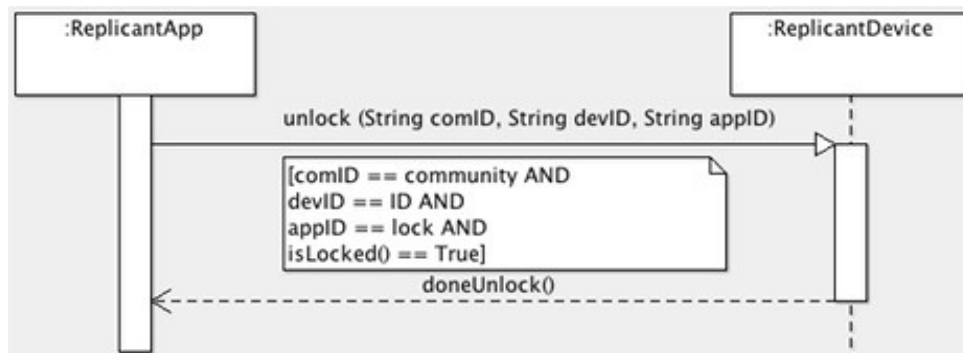 :ReplicantApp
:ReplicantDevice
unlock (String comID, String devID, String appID)
[comID == community AND
devID == ID AND
appID == lock AND
isLocked() == True]
doneUnlock()